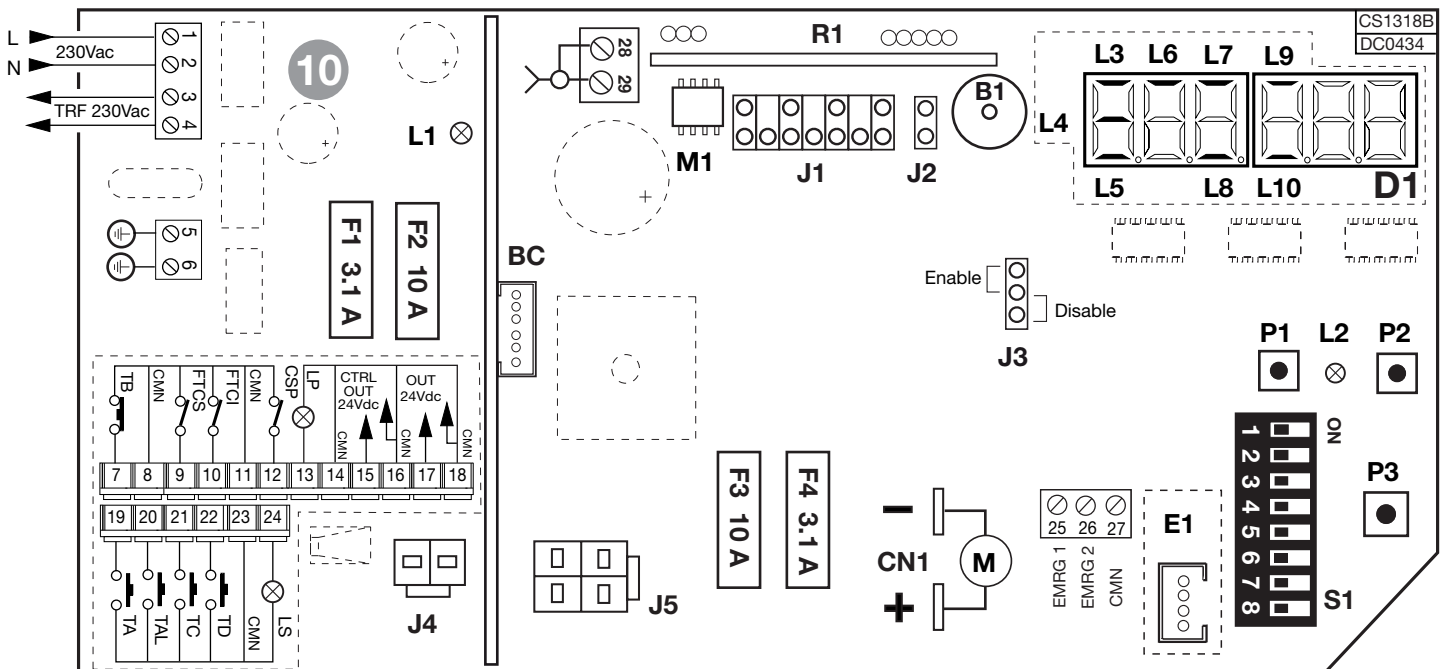 CS1318B
DC0434
L
N
230Vac
TRF 230Vac
1
2
3
4
10
L1
28
29
R1
M1
J1
J2
B1
L4
L3 L6 L7 L9
L5 L8 L10
D1
5
6
F1 3.1 A
F2 10 A
BC
Enable
Disable
J3
P1 L2 P2
P3
TB
CMN
FTCS
FTCI
CMN
CSP
LP
CTRL
OUT
24Vdc
CMN
CMN
OUT
24Vdc
CMN
7 8 9 10 11 12 13 14 15 16 17 18
19 20 21 22 23 24
TA
TAL
TC
TD
CMN
LS
J4
J5
F3 10 A
F4 3.1 A
CN1
-
+
M
25 26 27
EMRG 1
EMRG 2
CMN
E1
ON
1
2
3
4
5
6
7
8
S1